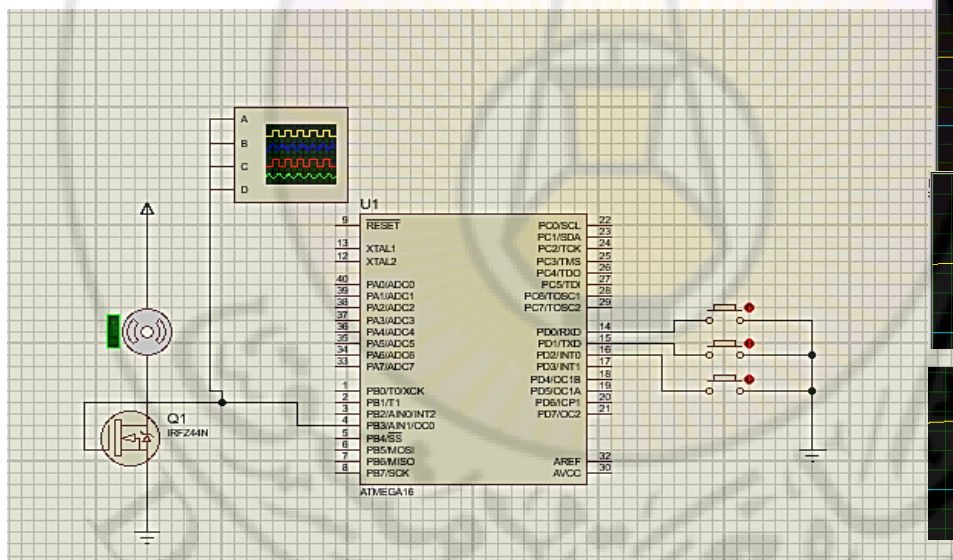 A
B
C
D
U1
9
RESET
13
XTAL1
12
XTAL2
40
PA0/ADC0
39
PA1/ADC1
38
PA2/ADC2
37
PA3/ADC3
36
PA4/ADC4
35
PA5/ADC5
34
PA6/ADC6
33
PA7/ADC7
1
PB0/T0/XCK
2
PB1/T1
3
PB2/AIN0/INT2
4
PB3/AIN1/OC0
5
PB4/SS
6
PB5/MOSI
7
PB6/MISO
8
PB7/SCK
PC0/SCL
22
PC1/SDA
23
PC2/TCK
24
PC3/TMS
25
PC4/TDO
26
PC5/TDI
27
PC6/TOSC1
28
PC7/TOSC2
29
PD0/RXD
14
PD1/TXD
15
PD2/INT0
16
PD3/INT1
17
PD4/OC1B
18
PD5/OC1A
19
PD6/ICP1
20
PD7/OC2
21
AREF
32
AVCC
30
ATMEGA16
Q1
IRFZ44N